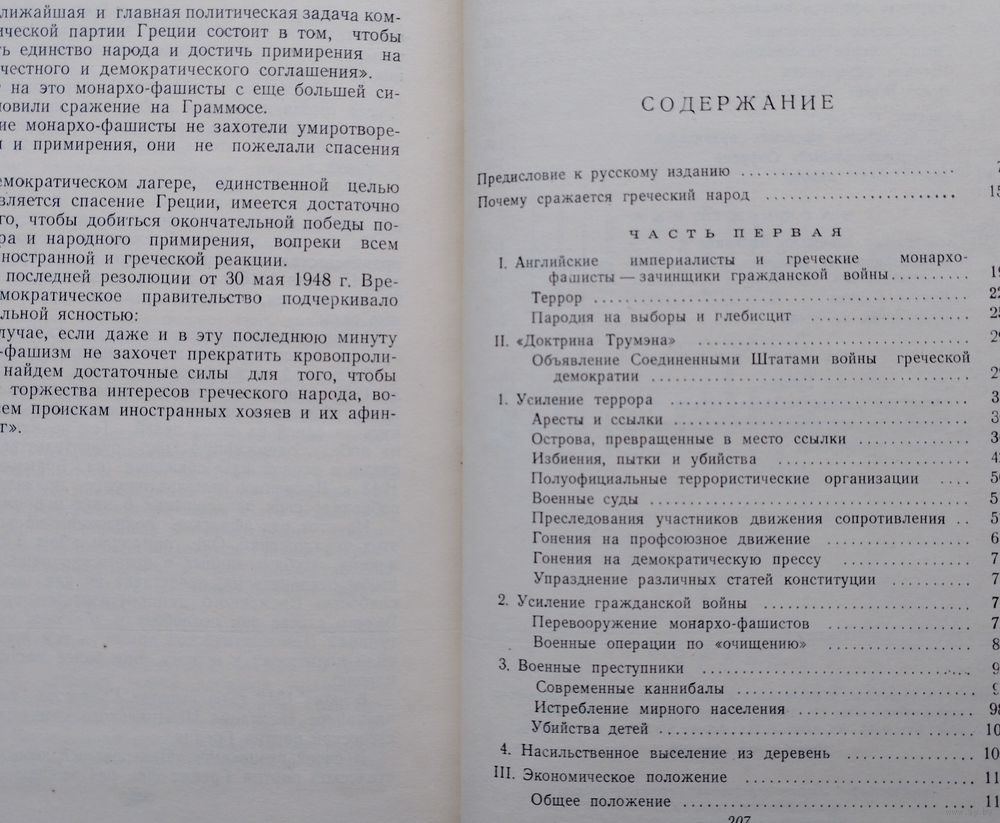 лижайшая и главная политическая задача ком-
ической партии Греции состоит в том, чтобы
ть единство народа и достичь примирения на
честного и демократического соглашения».
на это монархо-фашисты с еще большей си-
новили сражение на Граммосе.
ие монархо-фашисты не захотели умиротворе-
и и примирения, они не пожелали спасения
емократическом лагере, единственной целью
вляется спасение Греции, имеется достаточно
го, чтобы добиться окончательной победы по-
ра и народного примирения, вопреки всем
ностранной и греческой реакции.
последней резолюции от 30 мая 1948 г. Вре-
мократическое правительство подчеркивало
льной ясностью:
лучае, если даже и в эту последнюю минуту
-фашизм не захочет прекратить кровопроли-
найдем достаточные силы для того, чтобы
торжества интересов греческого народа, во-
ем проискам иностранных хозяев и их афин-
г».
СОДЕРЖАНИЕ
Предисловие к русскому изданию
Почему сражается греческий народ
ЧАСТЬ ПЕРВАЯ
I. Английские империалисты и греческие монархо-
фашисты — зачинщики гражданской войны
Террор
Пародия на выборы и плебисцит
II. «Доктрина Трумэна»
Объявление Соединенными Штатами войны греческой
демократии
1. Усиление террора
Аресты и ссылки
Острова, превращенные в место ссылки
Избиения, пытки и убийства
Полуофициальные террористические организации
Военные суды
Преследования участников движения сопротивления
Гонения на профсоюзное движение
Гонения на демократическую прессу
Упразднение различных статей конституции
2. Усиление гражданской войны
Перевооружение монархо-фашистов
Военные операции по «очищению»
3. Военные преступники
Современные каннибалы
Истребление мирного населения
Убийства детей
4. Насильственное выселение из деревень
III. Экономическое положение
Общее положение
207